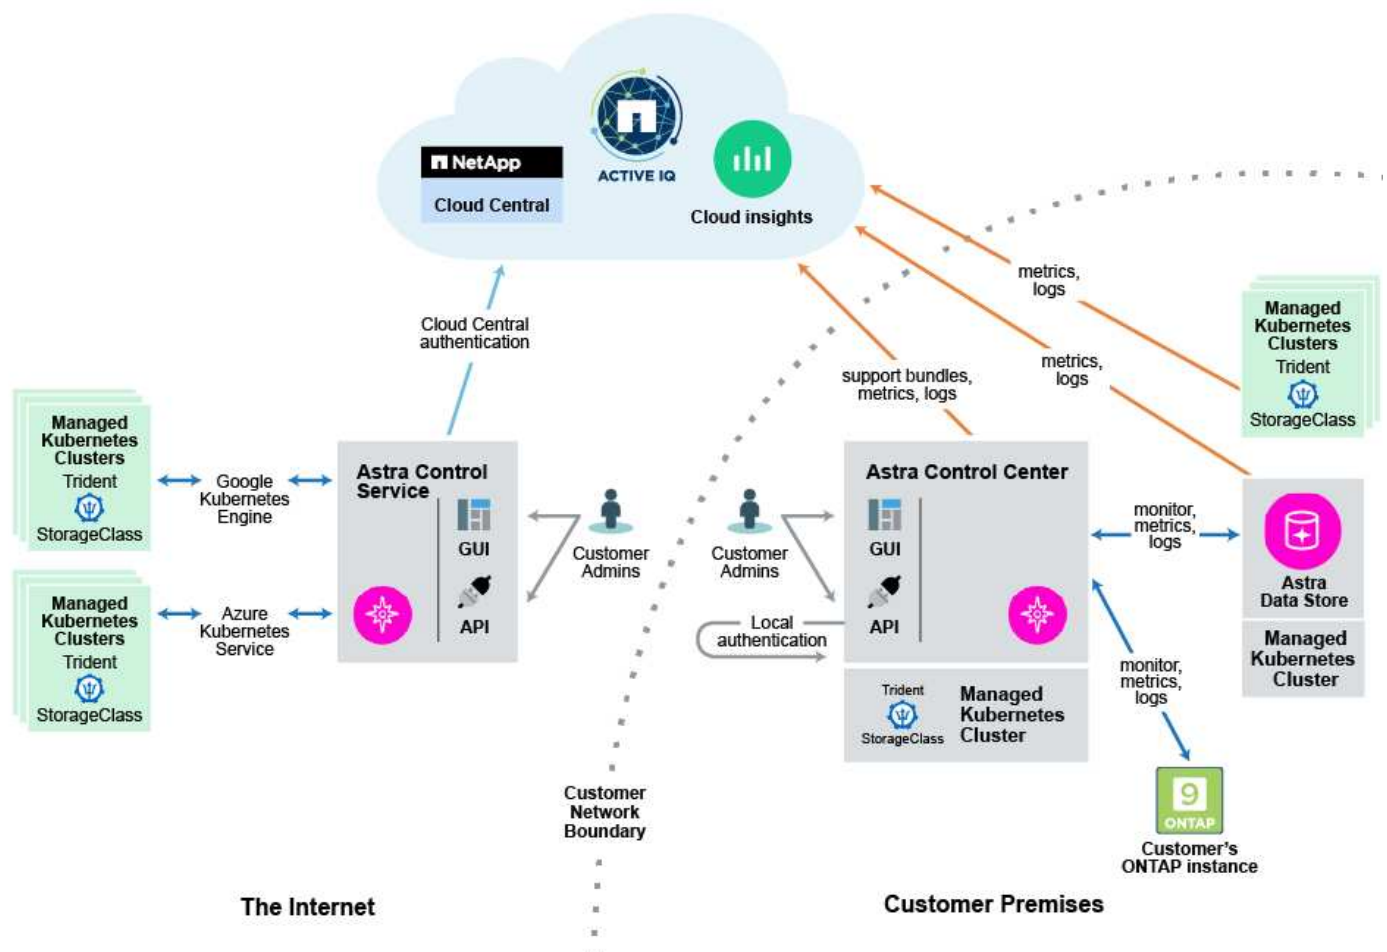 NetApp
Cloud Central
ACTIVE IQ
Cloud insights
Cloud Central
authentication
metrics,
logs
metrics,
logs
support bundles,
metrics, logs
Managed
Kubernetes
Clusters
Trident
StorageClass
Managed
Kubernetes
Clusters
Trident
StorageClass
Google
Kubernetes
Engine
Managed
Kubernetes
Clusters
Trident
StorageClass
Azure
Kubernetes
Service
Astra Control
Service
GUI
API
Customer
Admins
Customer
Admins
Local
authentication
Astra Control Center
GUI
API
Trident
StorageClass
Managed
Kubernetes
Cluster
monitor,
metrics,
logs
Astra
Data Store
Managed
Kubernetes
Cluster
monitor,
metrics,
logs
9
ONTAP
Customer's
ONTAP instance
Customer
Network
Boundary
The Internet
Customer Premises